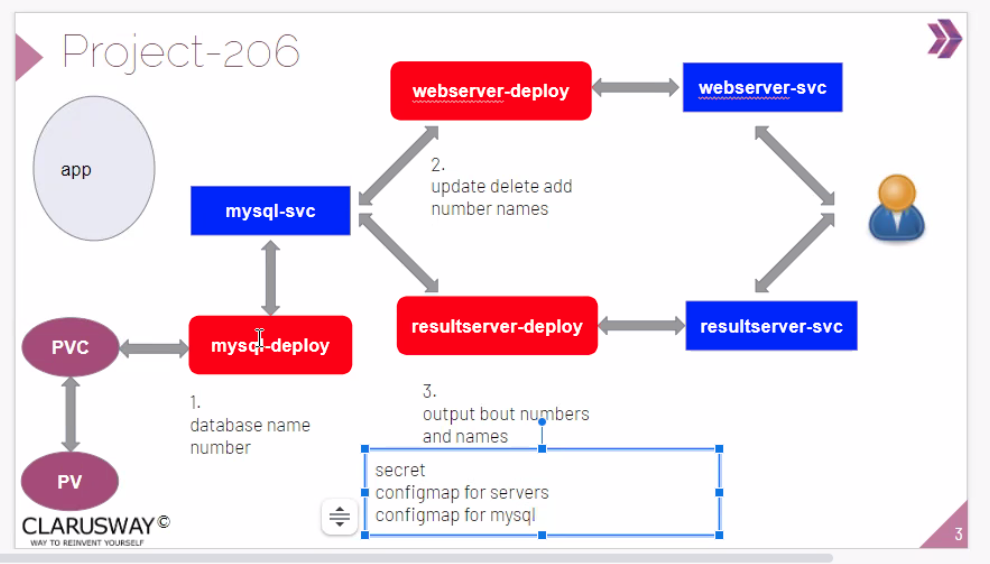 Project-206
webserver-deploy
webserver-svc
app
2.
update delete add
number names
mysql-svc
resultserver-deploy
resultserver-svc
PVC
mysql-deploy
3.
output bout numbers
and names
1.
database name
number
secret
configmap for servers
configmap for mysql
PV
CLARUSWAY©
WAY TO REINVENT YOURSELF
3